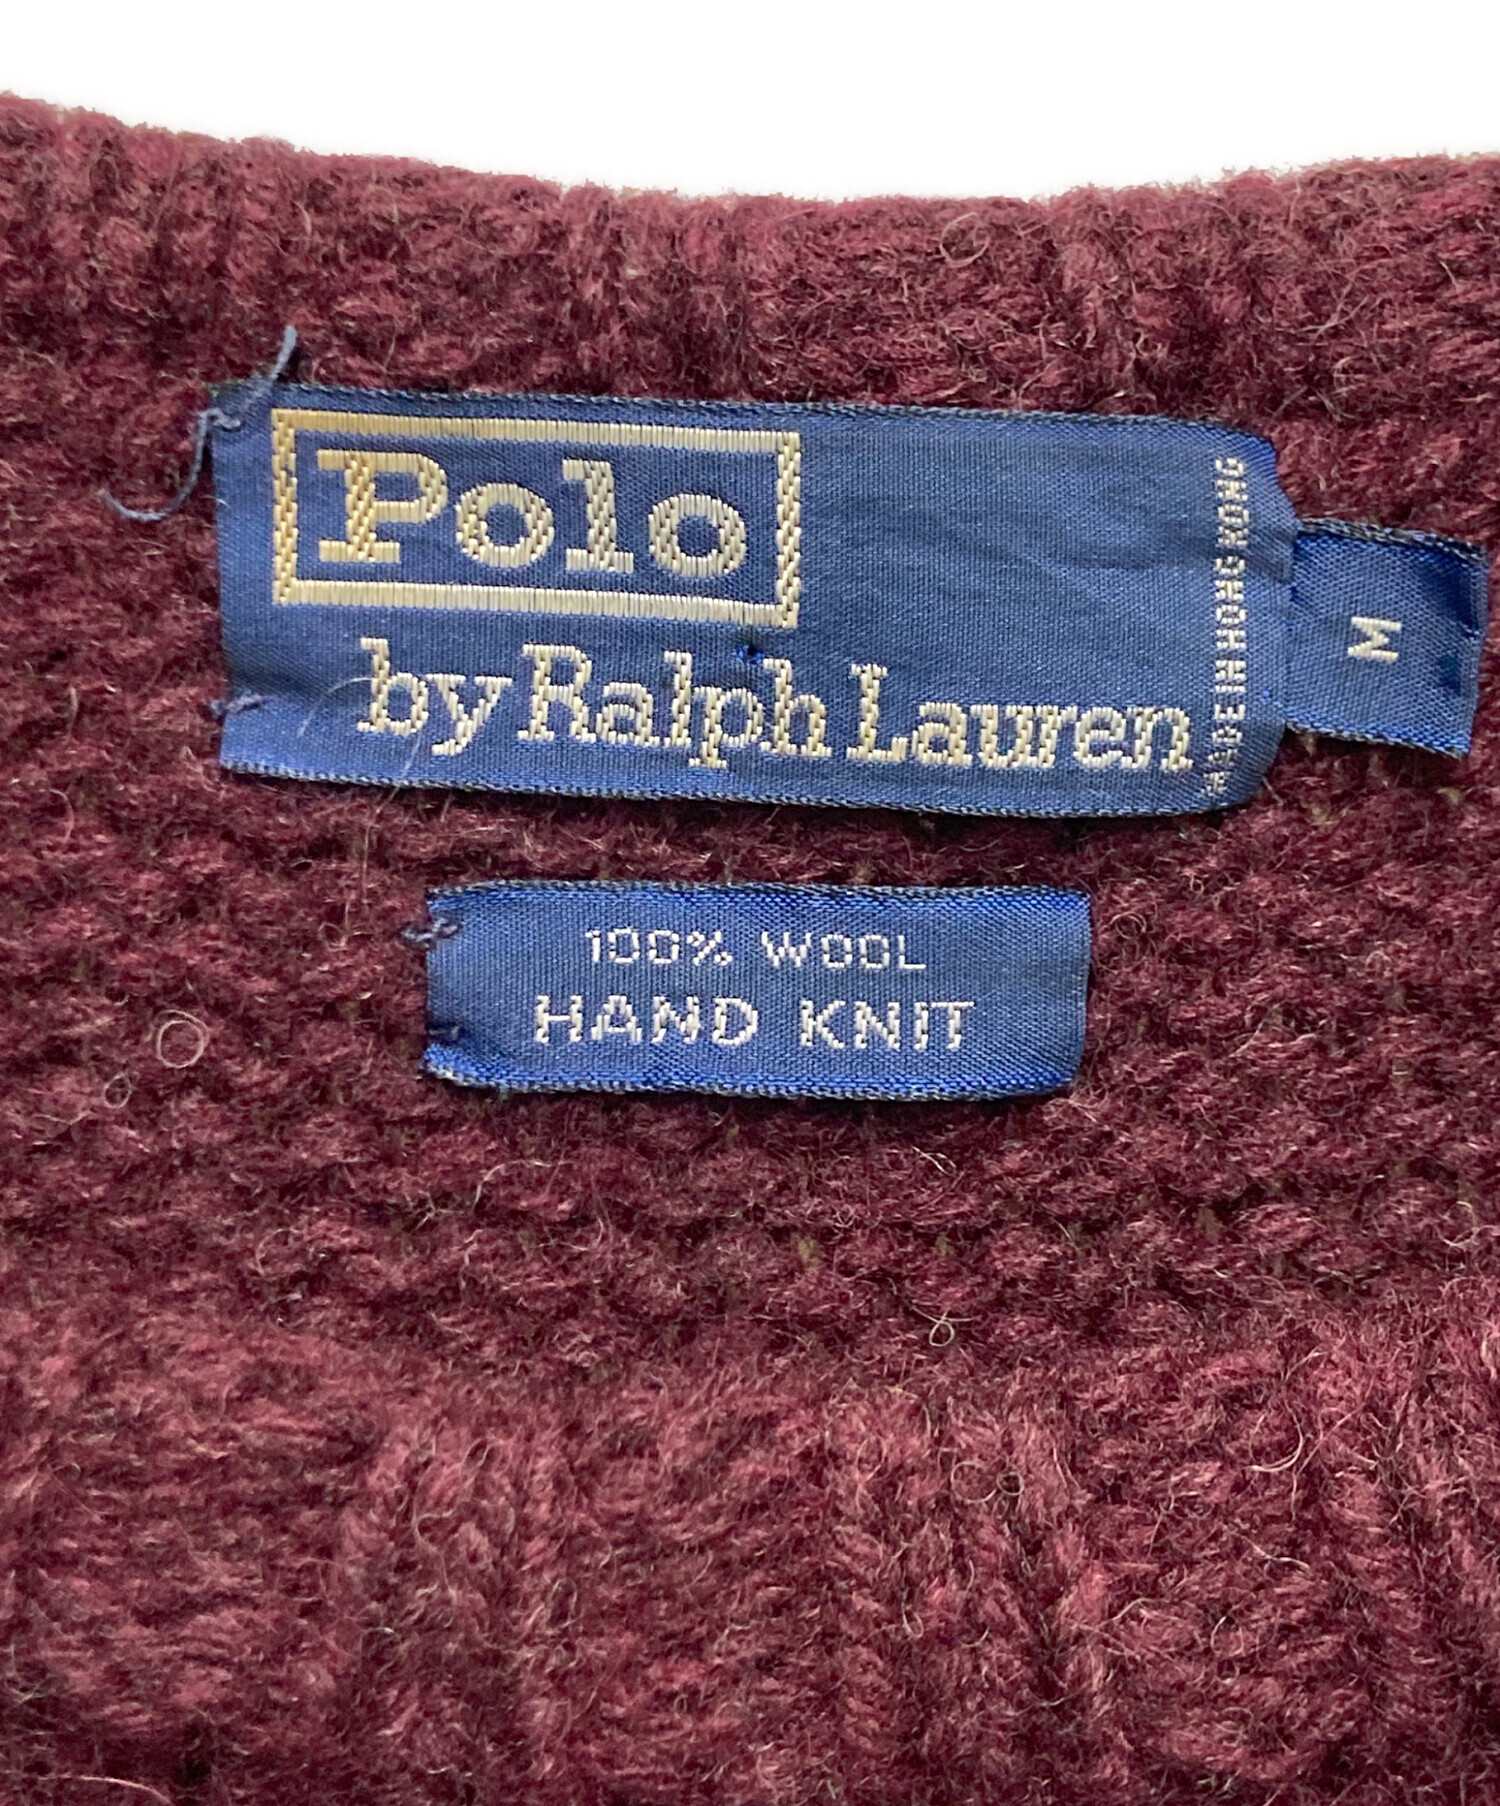 Polo
by Ralph Lauren
MADE IN HONG KONG
M
100% WOOL
HAND KNIT